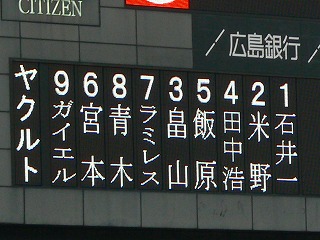 CITIZEN
／広島銀行／
ヤクルト
9 ガイエル
6 宮本
8 青木
7 ラミレス
3 畠山
5 飯原
4 田中浩
2 米野
1 石井一